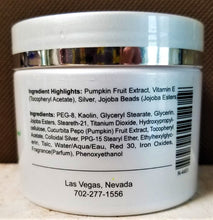 Ingredient Highlights: Pumpkin Fruit Extract, Vitamin E
(Tocopheryl Acetate), Silver, Jojoba Beads (Jojoba Esters)
Ingredients: PEG-8, Kaolin, Glyceryl Stearate, Glycerin,
Jojoba Esters, Steareth-21, Titanium Dioxide, Hydroxypropyl
cellulose, Cucurbita Pepo (Pumpkin) Fruit Extract, Tocopheryl
Acetate, Colloidal Silver, PPG-15 Stearyl Ether,
Talc, Water/Aqua/Eau, Red 30, Iron Oxides,
Fragrance/Parfum), Phenoxyethanol
Las Vegas, Nevada
702-277-1556